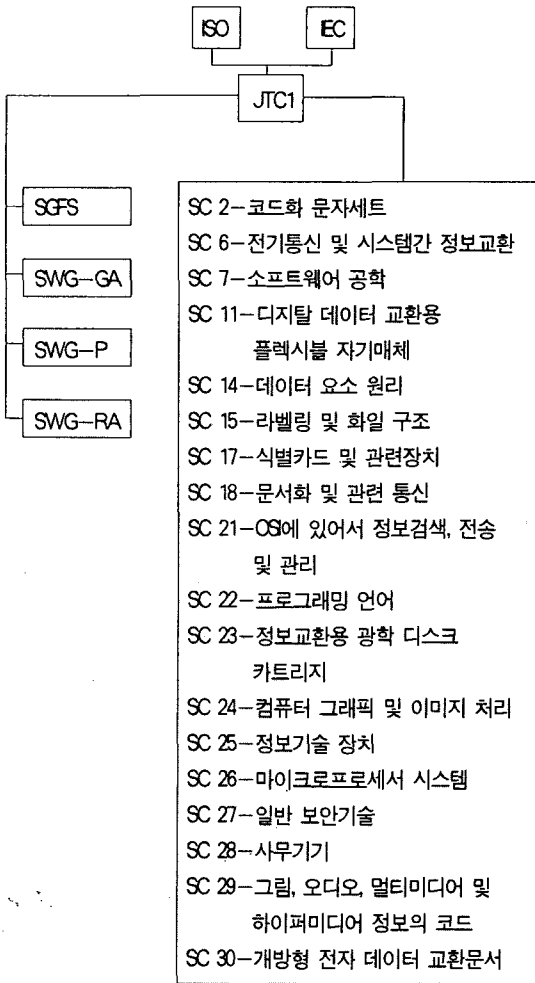 ISO
IEC
JTC1
SGFS
SWG-GA
SWG-P
SWG-RA
SC 2-코드화 문자세트
SC 6-전기통신 및 시스템간 정보교환
SC 7-소프트웨어 공학
SC 11-디지탈 데이터 교환용
플렉시블 자기매체
SC 14-데이터 요소 원리
SC 15-라벨링 및 화일 구조
SC 17-식별카드 및 관련장치
SC 18-문서화 및 관련 통신
SC 21-OSI에 있어서 정보검색, 전송
및 관리
SC 22-프로그래밍 언어
SC 23-정보교환용 광학 디스크
카트리지
SC 24-컴퓨터 그래픽 및 이미지 처리
SC 25-정보기술 장치
SC 26-마이크로프로세서 시스템
SC 27-일반 보안기술
SC 28-사무기기
SC 29-그림, 오디오, 멀티미디어 및
하이퍼미디어 정보의 코드
SC 30-개방형 전자 데이터 교환문서